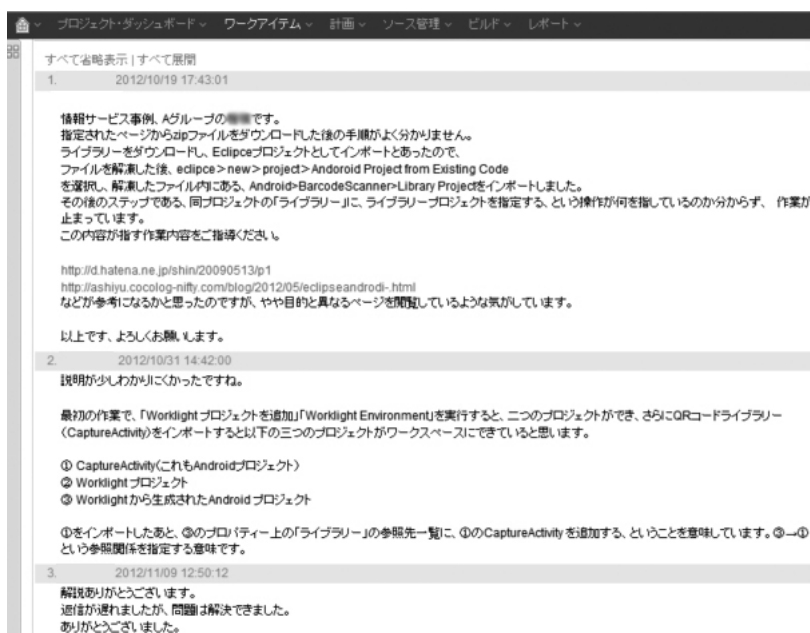 プロジェクト・ダッシュボード ワークアイテム 計画 ソース管理 ビルド レポート
すべて省略表示 | すべて展開
1. 2012/10/19 17:43:01
情報サービス事例、Aグループの です。
指定されたページからzipファイルをダウンロードした後の手順がよく分かりません。
ライブラリーをダウンロードし、Eclipceプロジェクトとしてインポートとあったので、
ファイルを解凍した後、eclipce>new>project>Andoroid Project from Existing Code
を選択し、解凍したファイル内にある、Android>BarcodeScanner>Library Projectをインポートしました。
その後のステップである、同プロジェクトの「ライブラリー」に、ライブラリープロジェクトを指定する、という操作が何を指しているのか分からず、 作業が
止まっています。
この内容が指す作業内容をご指導ください。
http://d.hatena.ne.jp/shin/20090513/p1
http://ashiyu.cocolog-nifty.com/blog/2012/05/eclipseandrodi-.html
などが参考になるかと思ったのですが、やや目的と異なるページを閲覧しているような気がしています。
以上です、よろしくお願いします。
2. 2012/10/31 14:42:00
説明が少しわかりにくかったですね。
最初の作業で、「Worklight プロジェクトを追加」「Worklight Environment」を実行すると、二つのプロジェクトができ、さらにQRコードライブラリー
(CaptureActivity)をインポートすると以下の三つのプロジェクトがワークスペースにできていると思います。
① CaptureActivity(これもAndroidプロジェクト)
② Worklight プロジェクト
③ Worklight から生成されたAndroid プロジェクト
①をインポートしたあと、③のプロパティー上の「ライブラリー」の参照先一覧に、①のCaptureActivity を追加する、ということを意味しています。③→①
という参照関係を指定する意味です。
3. 2012/11/09 12:50:12
解説ありがとうございます。
返信が遅れましたが、問題は解決できました。
ありがとうございました。